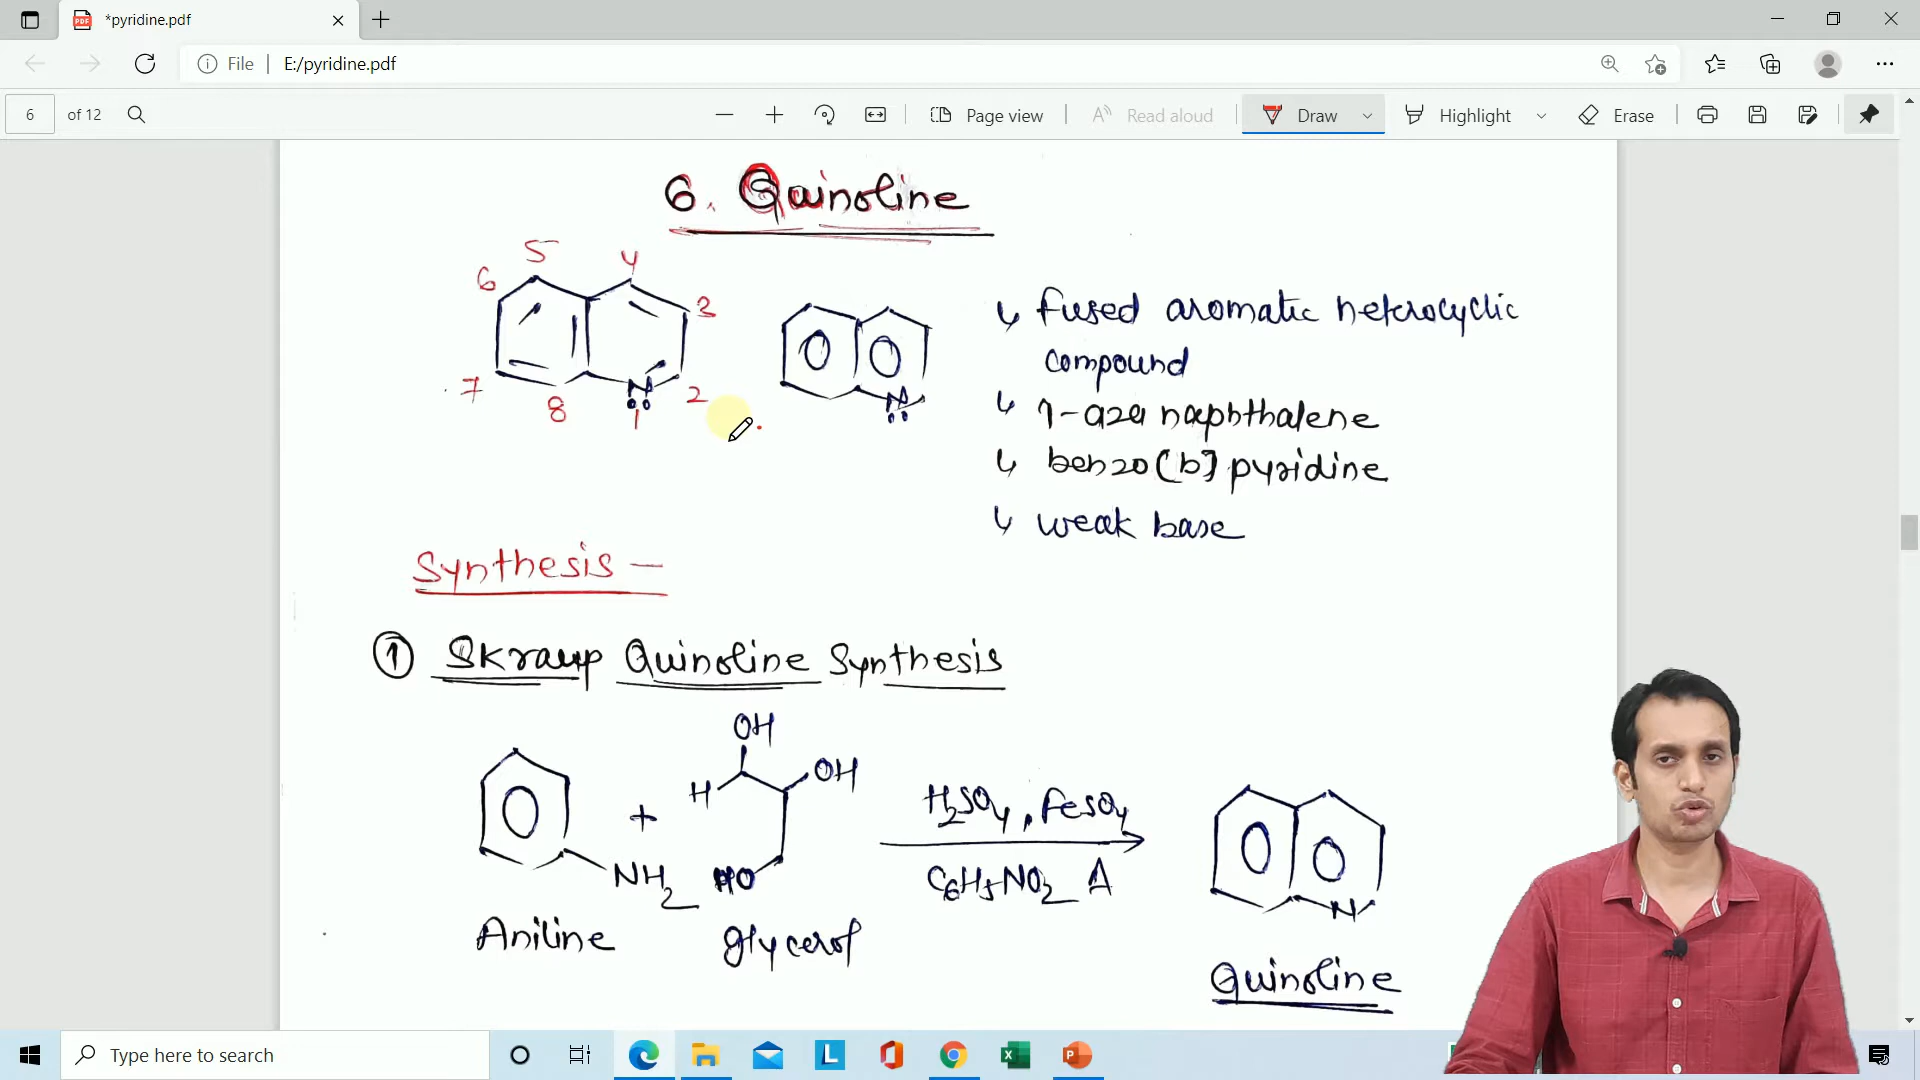 *pyridine.pdf
File
E:/pyridine.pdf
6 of 12
Page view
Read aloud
Draw
Highlight
Erase
6. Quinoline
5 4
6 3
7 8 1 2
N
N
fused aromatic heterocyclic
compound
1-aza naphthalene
benzo[b] pyridine
weak base
Synthesis —
1 Skraup Quinoline Synthesis
OH
H OH
+
NH2 HO
H2SO4, FeSO4
C6H5NO2 Δ
N
Aniline glycerol
Quinoline
Type here to search